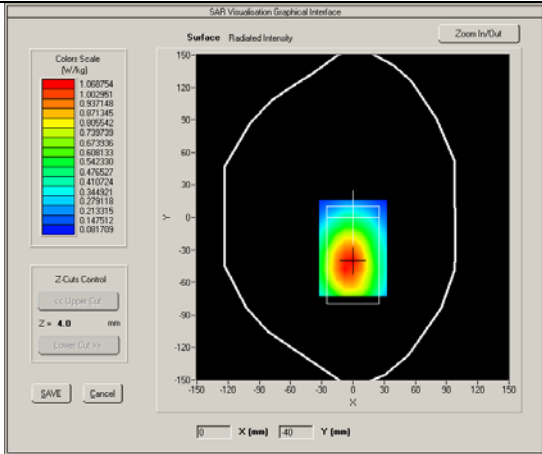 SAR Visualisation Graphical Interface
Surface Radiated Intensity
Zoom In/Out
Colors Scale
(W/kg)
1.068754
1.002951
0.937148
0.871345
0.805542
0.739739
0.673936
0.608133
0.542330
0.476527
0.410724
0.344921
0.279118
0.213315
0.147512
0.081709
150
120
90
60
30
0
-30
-60
-90
-120
-150
Y
-150 -120 -90 -60 -30 0 30 60 90 120 150
X
Z-Cuts Control
<< Upper Cut
Z = 4.0 mm
Lower Cut >>
SAVE Cancel
0 X (mm) -40 Y (mm)